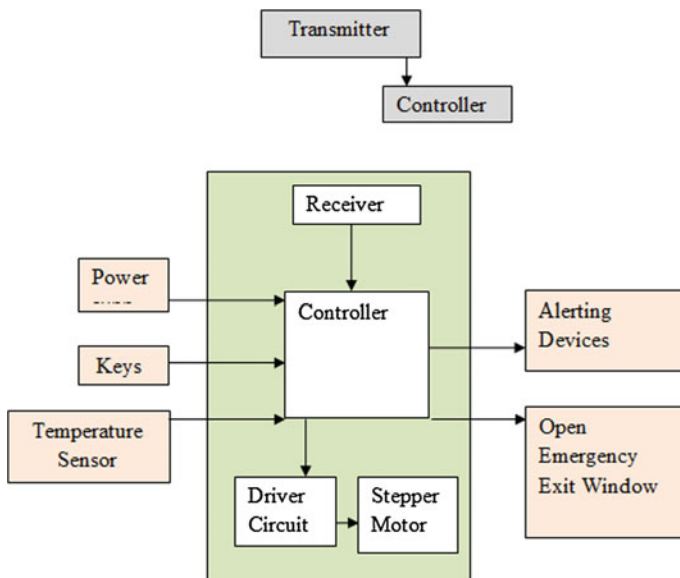 Transmitter
Controller
Receiver
Power
Controller
Keys
Temperature
Sensor
Alerting
Devices
Open
Emergency
Exit Window
Driver
Circuit
Stepper
Motor